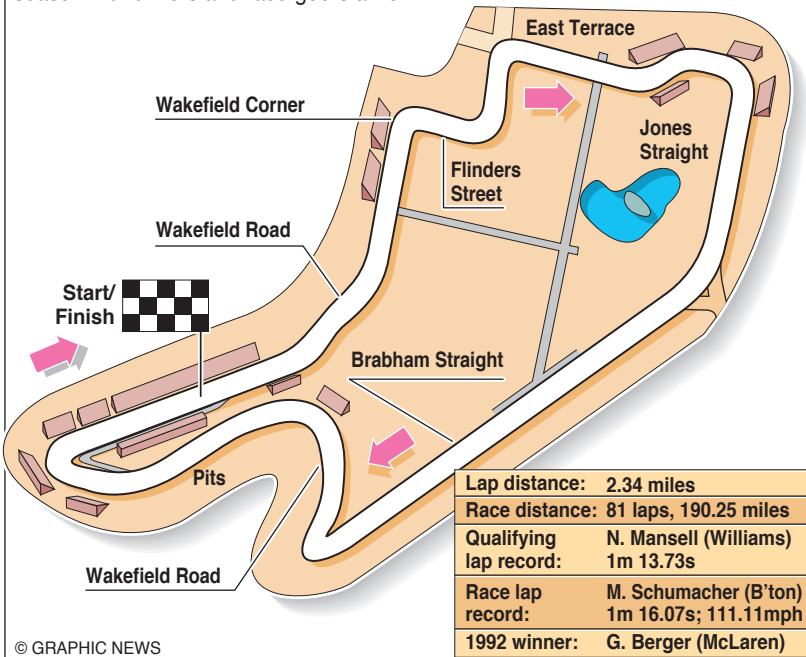 East Terrace
Wakefield Corner
Jones
Straight
Flinders
Street
Wakefield Road
Start/
Finish
Brabham Straight
Pits
Wakefield Road
Lap distance: 2.34 miles
Race distance: 81 laps, 190.25 miles
Qualifying N. Mansell (Williams)
lap record: 1m 13.73s
Race lap M. Schumacher (B'ton)
record: 1m 16.07s; 111.11mph
1992 winner: G. Berger (McLaren)
© GRAPHIC NEWS